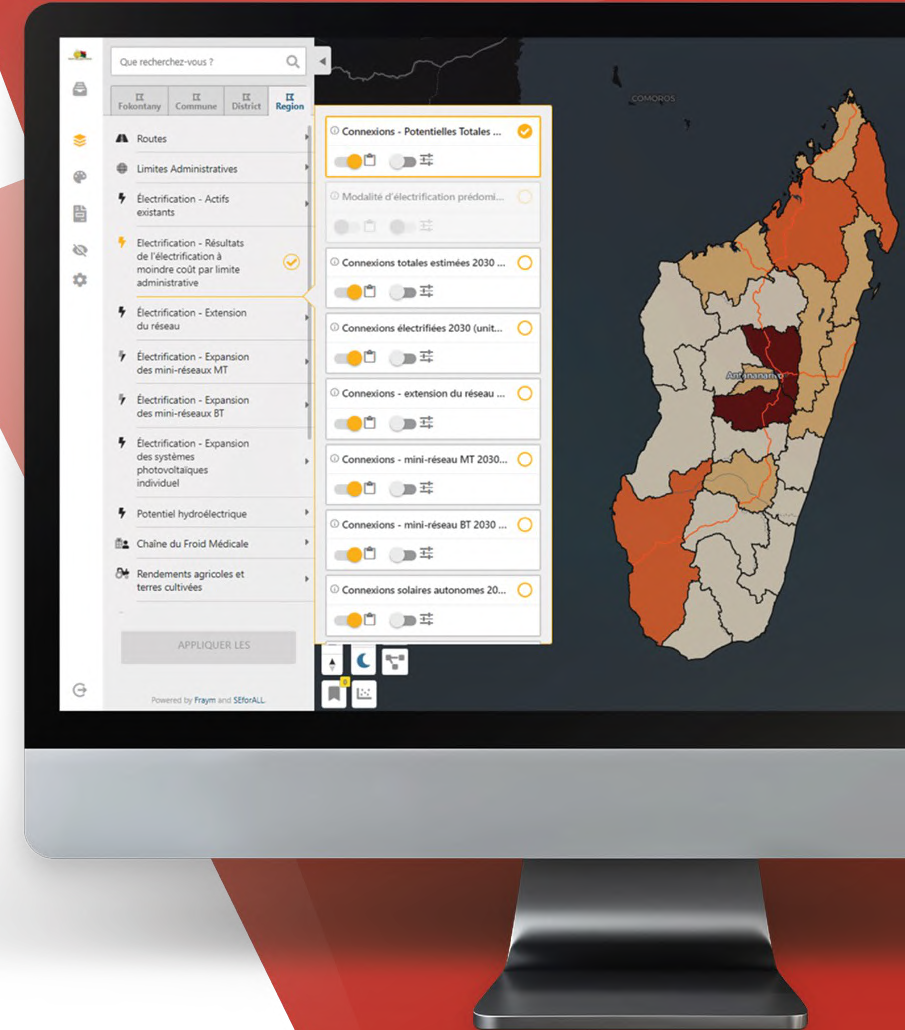 Que recherchez-vous ?
Fokontany
Commune
District
Region
Routes
Limites Administratives
Électrification - Actifs
existants
Electrification - Résultats
de l'électrification à
moindre coût par limite
administrative
Électrification - Extension
du réseau
Électrification - Expansion
des mini-réseaux MT
Électrification - Expansion
des mini-réseaux BT
Électrification - Expansion
des systèmes
photovoltaïques
individuel
Potentiel hydroélectrique
Chaîne du Froid Médicale
Rendements agricoles et
terres cultivées
APPLIQUER LES
Powered by Fraym and SEforALL.
Connexions - Potentielles Totales ...
Modalité d'électrification prédomi...
Connexions totales estimées 2030 ...
Connexions électrifiées 2030 (unit...
Connexions - extension du réseau ...
Connexions - mini-réseau MT 2030...
Connexions - mini-réseau BT 2030 ...
Connexions solaires autonomes 20...
COMOROS
Antananarivo